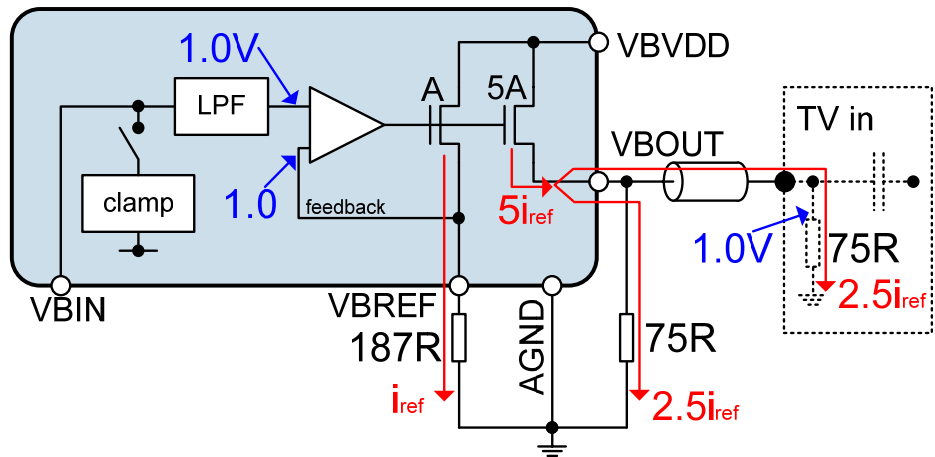 1.0V
A
5A
VBVDD
LPF
TV in
VBOUT
clamp
1.0
feedback
5iref
1.0V
75R
2.5iref
VBIN
VBREF
AGND
187R
75R
iref
2.5iref